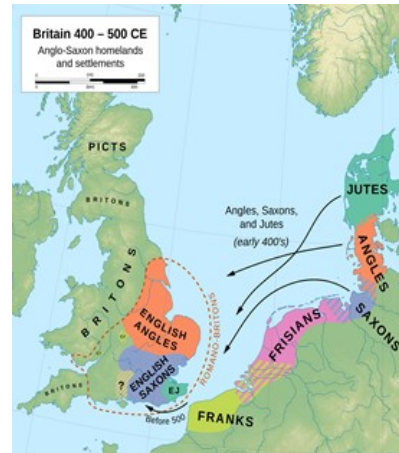 Britain 400 – 500 CE
Anglo-Saxon homelands
and settlements
PICTS
BRITONS
BRITONS
BRITONS
JUTES
Angles, Saxons,
and Jutes
(early 400's)
ANGLES
SAXONS
FRISIANS
ROMANO-BRITONS
ENGLISH
ANGLES
ENGLISH
SAXONS
?
EJ
Before 500
FRANKS